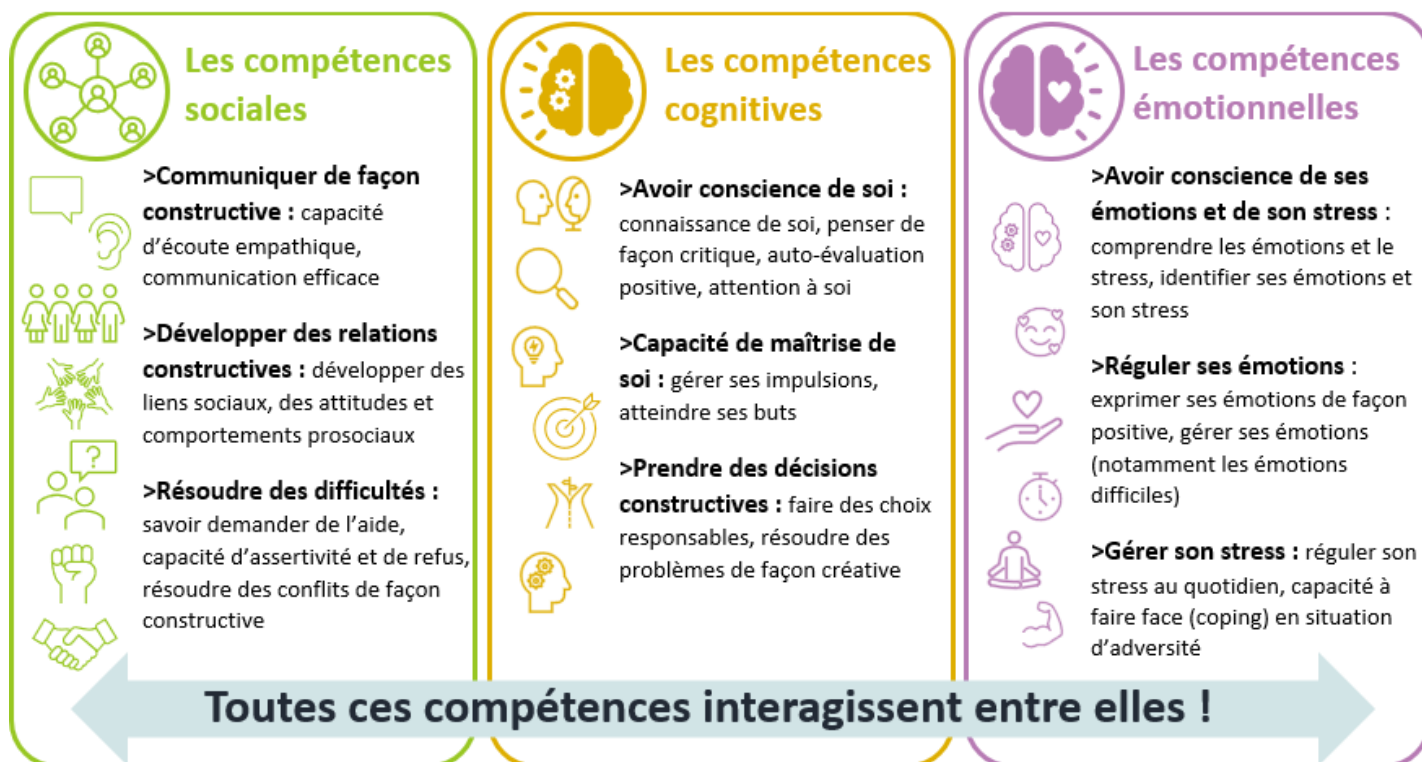 Les compétences
sociales
>Communiquer de façon
constructive : capacité
d'écoute empathique,
communication efficace
>Développer des relations
constructives : développer des
liens sociaux, des attitudes et
comportements prosociaux
?
>Résoudre des difficultés :
savoir demander de l'aide,
capacité d'assertivité et de refus,
résoudre des conflits de façon
constructive
Les compétences
cognitives
>Avoir conscience de soi :
connaissance de soi, penser de
façon critique, auto-évaluation
positive, attention à soi
>Capacité de maîtrise de
soi : gérer ses impulsions,
atteindre ses buts
>Prendre des décisions
constructives : faire des choix
responsables, résoudre des
problèmes de façon créative
Les compétences
émotionnelles
>Avoir conscience de ses
émotions et de son stress :
comprendre les émotions et le
stress, identifier ses émotions et
son stress
>Réguler ses émotions :
exprimer ses émotions de façon
positive, gérer ses émotions
(notamment les émotions
difficiles)
>Gérer son stress : réguler son
stress au quotidien, capacité à
faire face (coping) en situation
d'adversité
Toutes ces compétences interagissent entre elles !